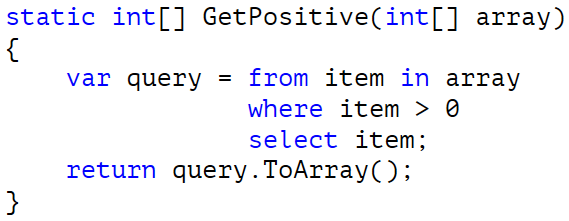 static int[] GetPositive(int[] array)
{
    var query = from item in array
                where item > 0
                select item;
    return query.ToArray();
}